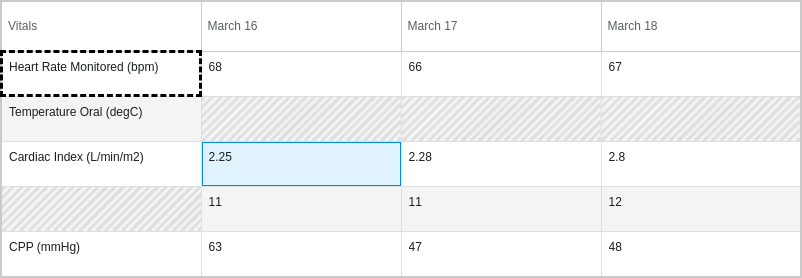 Vitals March 16 March 17 March 18
Heart Rate Monitored (bpm) 68 66 67
Temperature Oral (degC)
Cardiac Index (L/min/m2) 2.25 2.28 2.8
11 11 12
CPP (mmHg) 63 47 48